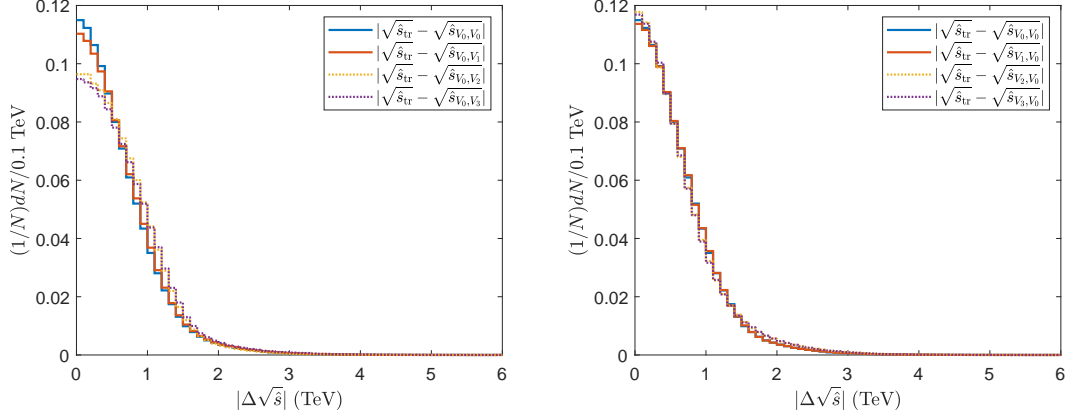 0.12
0.1
0.08
0.06
0.04
0.02
0
0 1 2 3 4 5 6
(1/N)dN/0.1 TeV
|Δ√ŝ| (TeV)
|√ŝ_tr − √ŝ_{V_0,V_0}|
|√ŝ_tr − √ŝ_{V_0,V_1}|
|√ŝ_tr − √ŝ_{V_0,V_2}|
|√ŝ_tr − √ŝ_{V_0,V_3}|
0.12
0.1
0.08
0.06
0.04
0.02
0
0 1 2 3 4 5 6
(1/N)dN/0.1 TeV
|Δ√ŝ| (TeV)
|√ŝ_tr − √ŝ_{V_0,V_0}|
|√ŝ_tr − √ŝ_{V_1,V_0}|
|√ŝ_tr − √ŝ_{V_2,V_0}|
|√ŝ_tr − √ŝ_{V_3,V_0}|